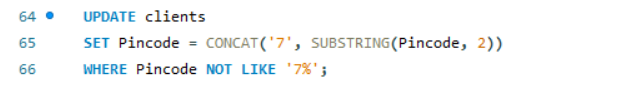 64 UPDATE clients
65 SET Pincode = CONCAT('7', SUBSTRING(Pincode, 2))
66 WHERE Pincode NOT LIKE '7%';